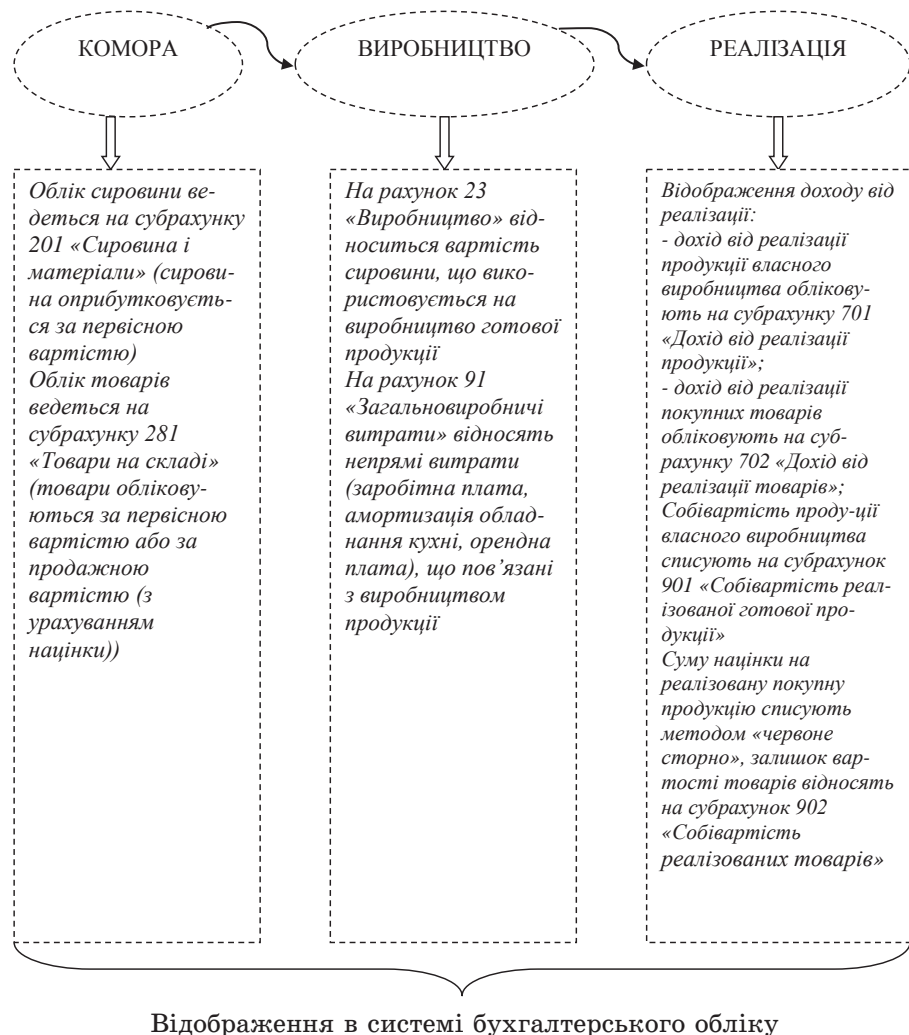 КОМОРА
ВИРОБНИЦТВО
РЕАЛІЗАЦІЯ
Облік сировини ве-
деться на субрахунку
201 «Сировина і
матеріали» (сирови-
на оприбутковуєть-
ся за первісною
вартістю)
Облік товарів
ведеться на
субрахунку 281
«Товари на складі»
(товари обліковую-
ються за первісною
вартістю або за
продажною
вартістю (з
урахуванням
націнки))
На рахунок 23
«Виробництво» від-
носиться вартість
сировини, що вико-
ристовується на
виробництво готової
продукції
На рахунок 91
«Загальновиробничі
витрати» відносять
непрямі витрати
(заробітна плата,
амортизація облад-
нання кухні, орендна
плата), що пов’язані
з виробництвом
продукції
Відображення доходу від
реалізації:
- дохід від реалізації
продукції власного
виробництва обліковую-
ють на субрахунку 701
«Дохід від реалізації
продукції»;
- дохід від реалізації
покупних товарів
обліковують на суб-
рахунку 702 «Дохід від
реалізації товарів»;
Собівартість проду-ції
власного виробництва
списують на субрахунок
901 «Собівартість реал-
ізованої готової про-
дукції»
Суму націнки на
реалізовану покупну
продукцію списують
методом «червоне
сторно», залишок вар-
тості товарів відносять
на субрахунок 902
«Собівартість
реалізованих товарів»
Відображення в системі бухгалтерського обліку